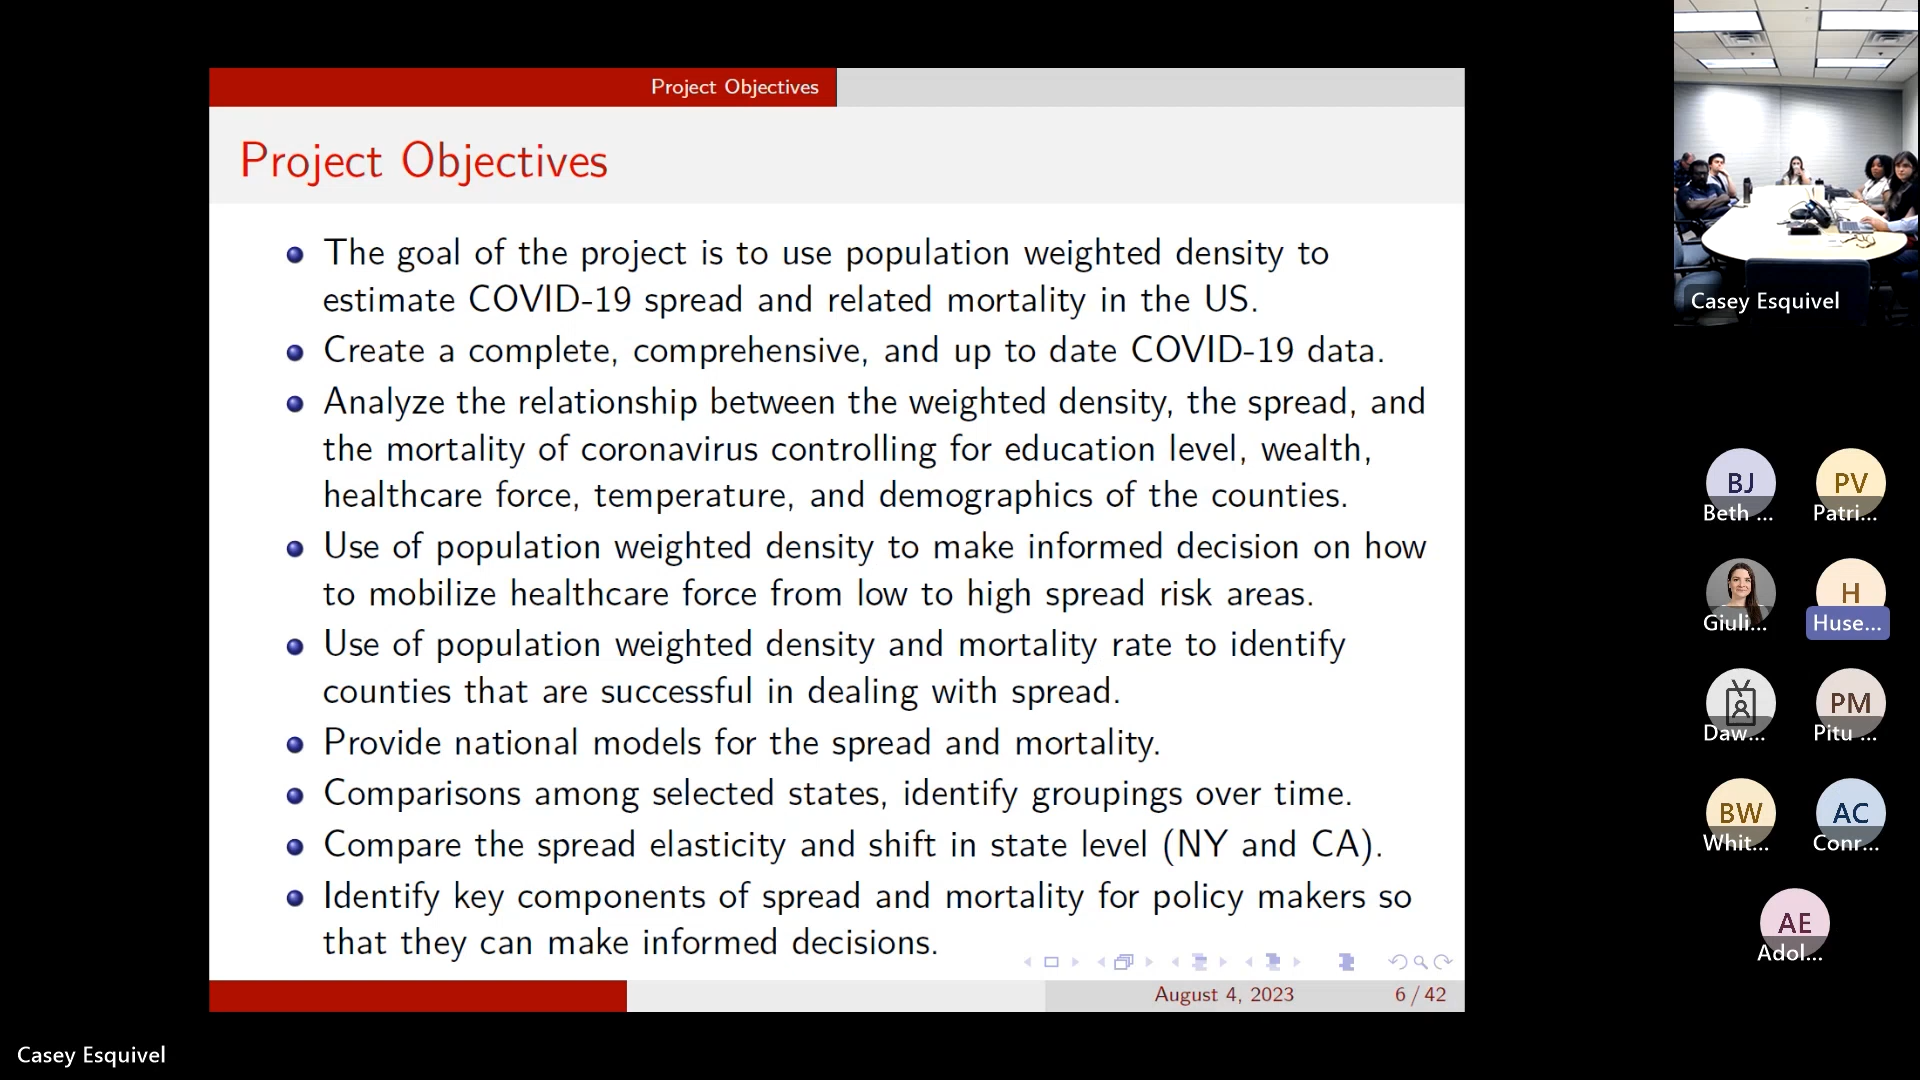 Project Objectives
Project Objectives
The goal of the project is to use population weighted density to
estimate COVID-19 spread and related mortality in the US.
Create a complete, comprehensive, and up to date COVID-19 data.
Analyze the relationship between the weighted density, the spread, and
the mortality of coronavirus controlling for education level, wealth,
healthcare force, temperature, and demographics of the counties.
Use of population weighted density to make informed decision on how
to mobilize healthcare force from low to high spread risk areas.
Use of population weighted density and mortality rate to identify
counties that are successful in dealing with spread.
Provide national models for the spread and mortality.
Comparisons among selected states, identify groupings over time.
Compare the spread elasticity and shift in state level (NY and CA).
Identify key components of spread and mortality for policy makers so
that they can make informed decisions.
August 4, 2023 6 / 42
Casey Esquivel
Casey Esquivel
BJ PV
Beth ... Patri...
H
Giuli... Huse...
PM
Daw... Pitu ...
BW AC
Whit... Conr...
AE
Adol...